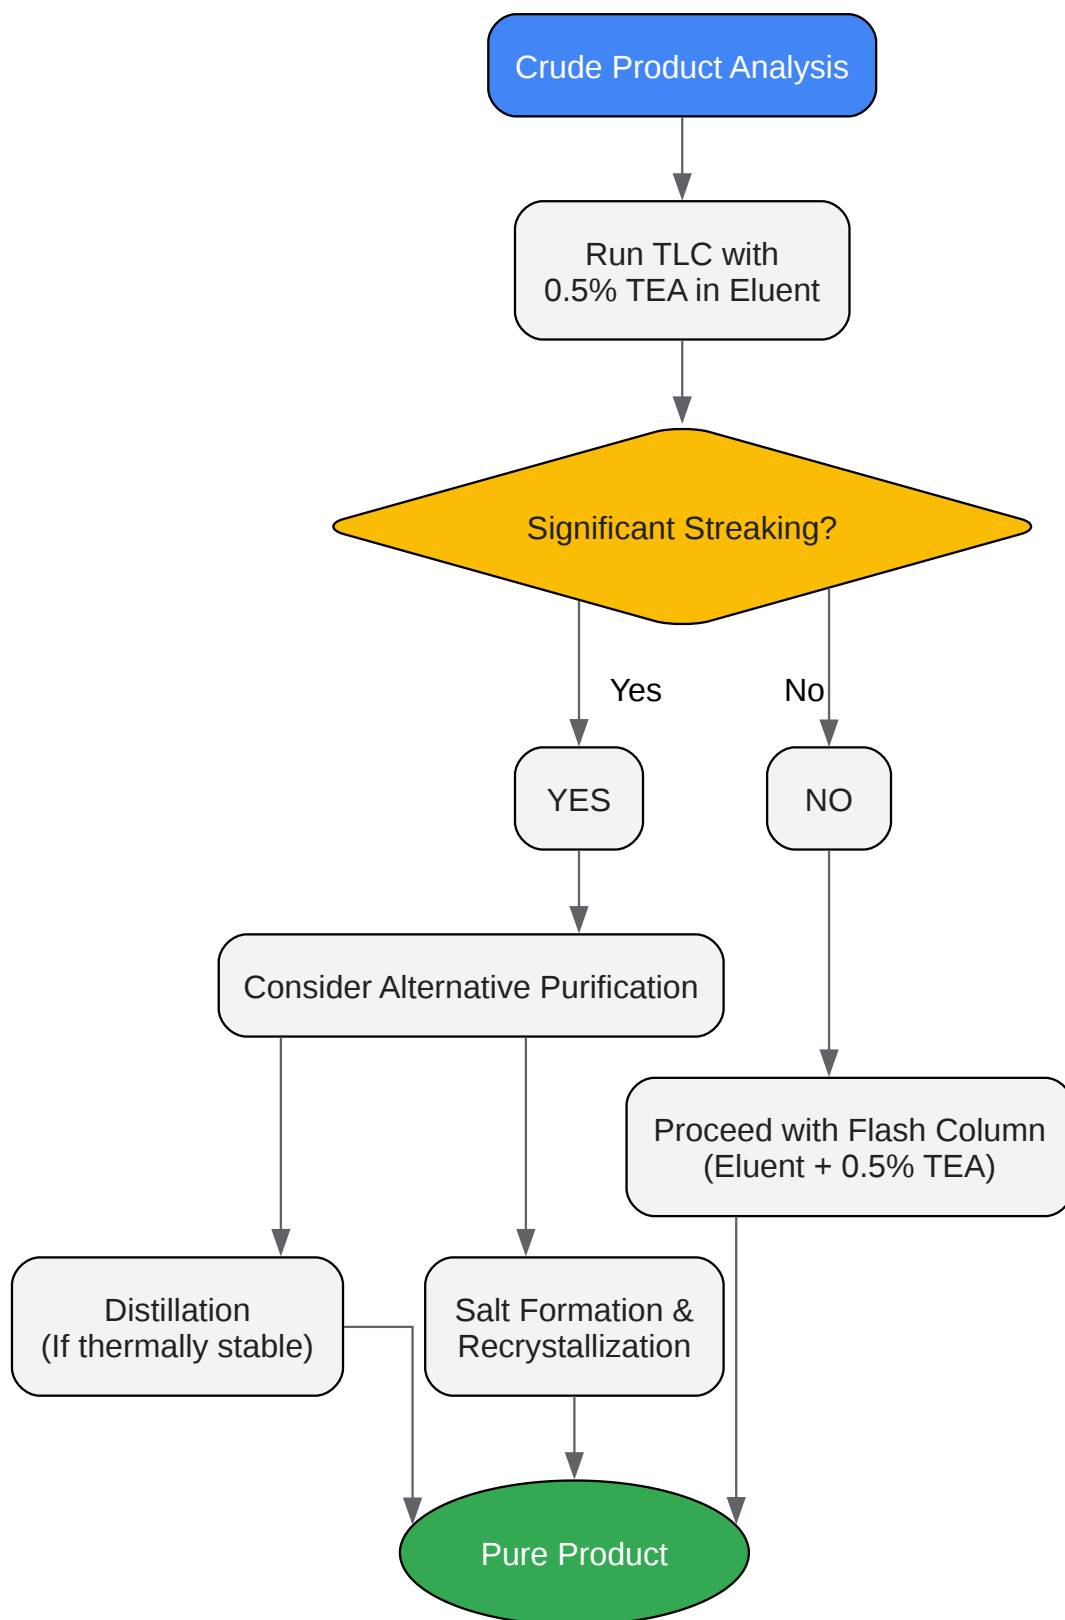 Crude Product Analysis
Run TLC with
0.5% TEA in Eluent
Significant Streaking?
Yes
No
YES
NO
Consider Alternative Purification
Proceed with Flash Column
(Eluent + 0.5% TEA)
Distillation
(If thermally stable)
Salt Formation &
Recrystallization
Pure Product